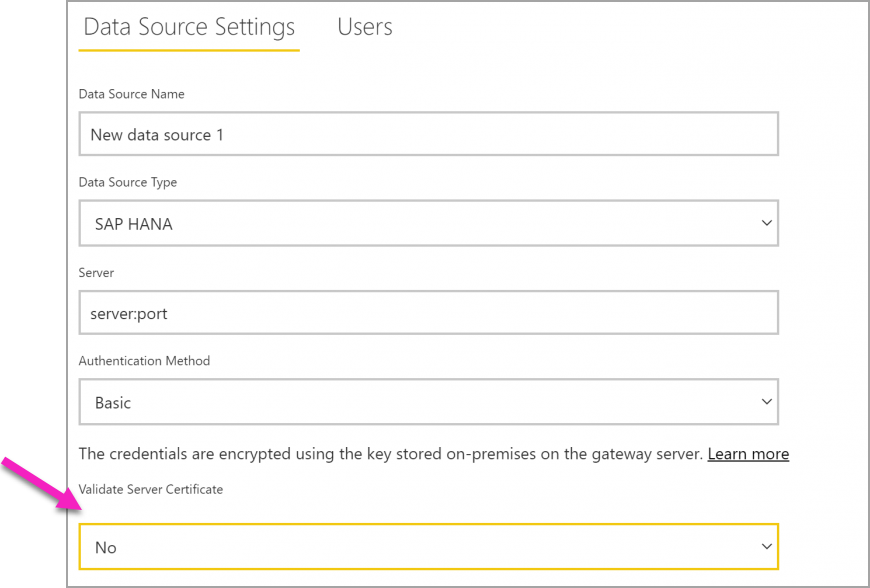 Data Source Settings Users
Data Source Name
New data source 1
Data Source Type
SAP HANA
Server
server:port
Authentication Method
Basic
The credentials are encrypted using the key stored on-premises on the gateway server. Learn more
Validate Server Certificate
No